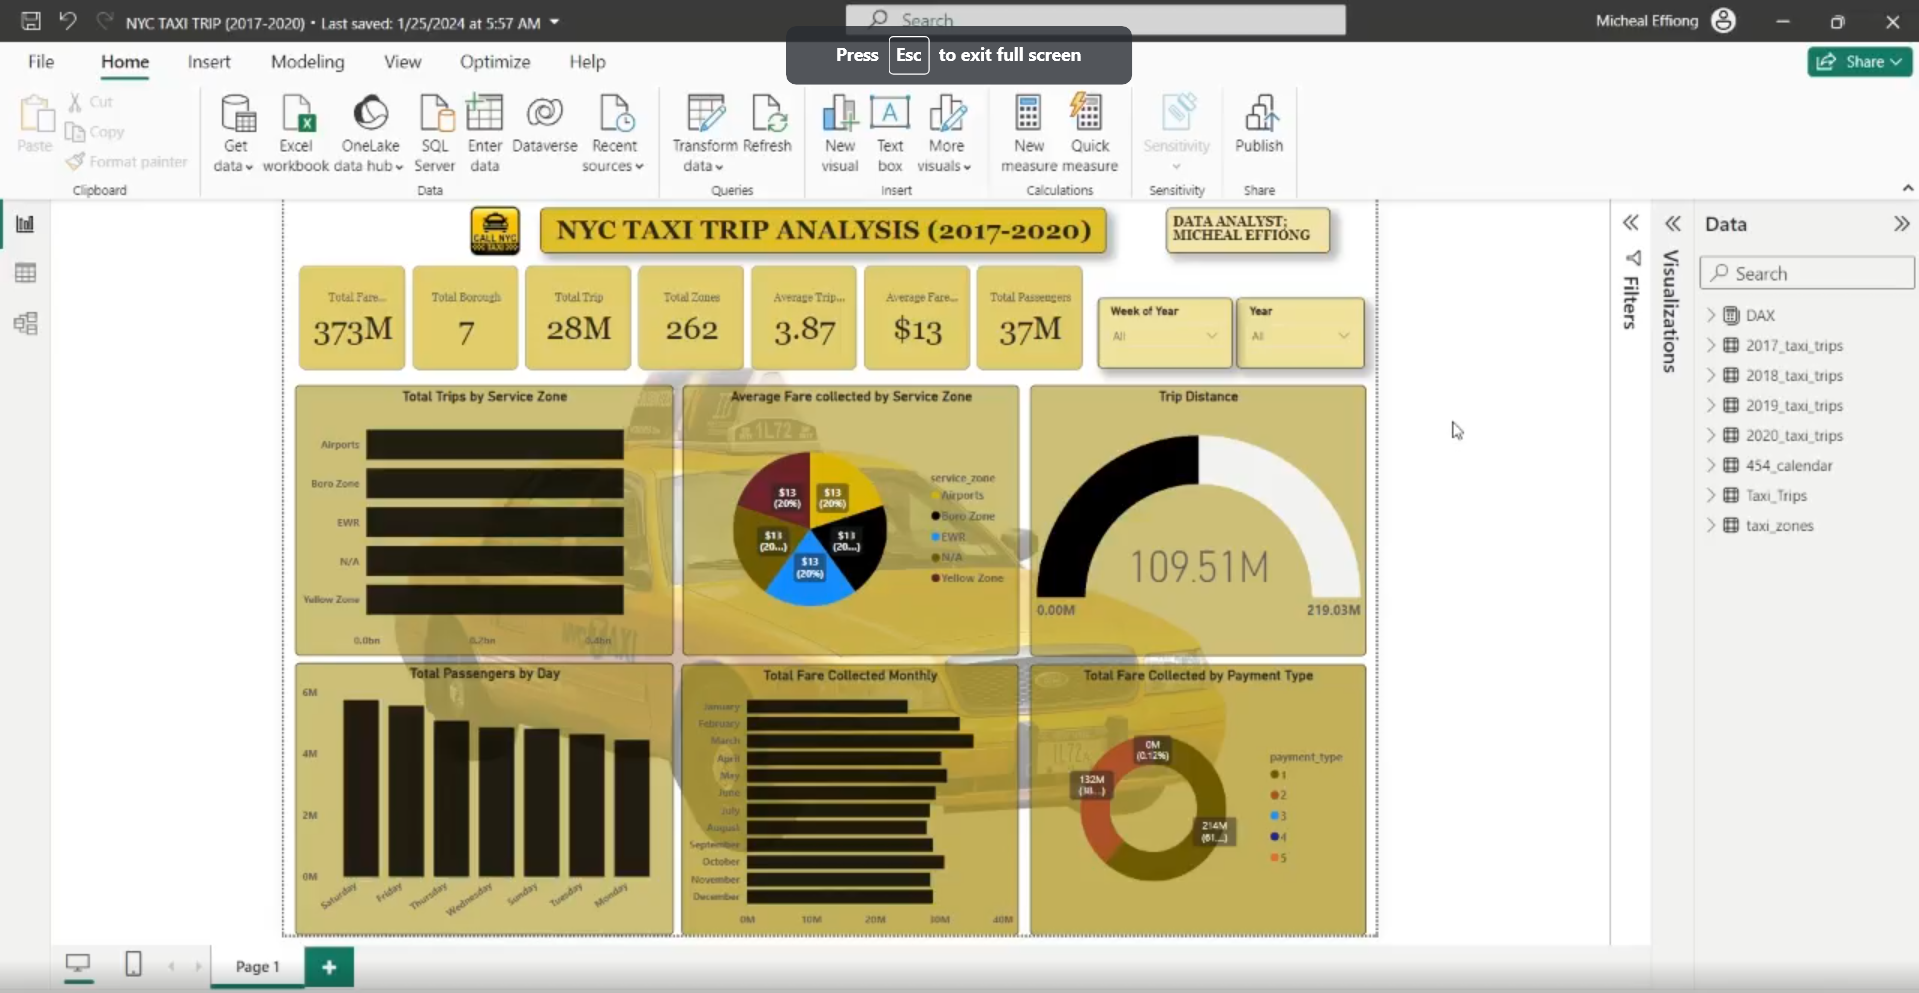 NYC TAXI TRIP (2017-2020) • Last saved: 1/25/2024 at 5:57 AM
Search
Micheal Effiong
Press Esc to exit full screen
File Home Insert Modeling View Optimize Help
Share
Paste
Cut
Copy
Format painter
Clipboard
Get data
Excel workbook
OneLake data hub
SQL Server
Enter data
Dataverse
Recent sources
Data
Transform data
Refresh
Queries
New visual
Text box
More visuals
Insert
New measure
Quick measure
Calculations
Sensitivity
Sensitivity
Publish
Share
CALL NYC
TAXI
NYC TAXI TRIP ANALYSIS (2017-2020)
DATA ANALYST;
MICHEAL EFFIONG
Total Fare...
373M
Total Borough
7
Total Trip
28M
Total Zones
262
Average Trip...
3.87
Average Fare...
$13
Total Passengers
37M
Week of Year
All
Year
All
Total Trips by Service Zone
Airports
Boro Zone
EWR
N/A
Yellow Zone
0.0bn 0.2bn 0.4bn
Average Fare collected by Service Zone
1L72
$13
(20%)
$13
(20%)
$13
(20...)
$13
(20...)
$13
(20%)
service_zone
Airports
Boro Zone
EWR
N/A
Yellow Zone
Trip Distance
109.51M
0.00M
219.03M
Total Passengers by Day
6M
4M
2M
0M
Saturday
Friday
Thursday
Wednesday
Sunday
Tuesday
Monday
Total Fare Collected Monthly
January
February
March
April
May
June
July
August
September
October
November
December
0M 10M 20M 30M 40M
Total Fare Collected by Payment Type
0M
(0.12%)
132M
(38...)
214M
(61...)
payment_type
1
2
3
4
5
Filters
Visualizations
Data
Search
DAX
2017_taxi_trips
2018_taxi_trips
2019_taxi_trips
2020_taxi_trips
454_calendar
Taxi_Trips
taxi_zones
Page 1